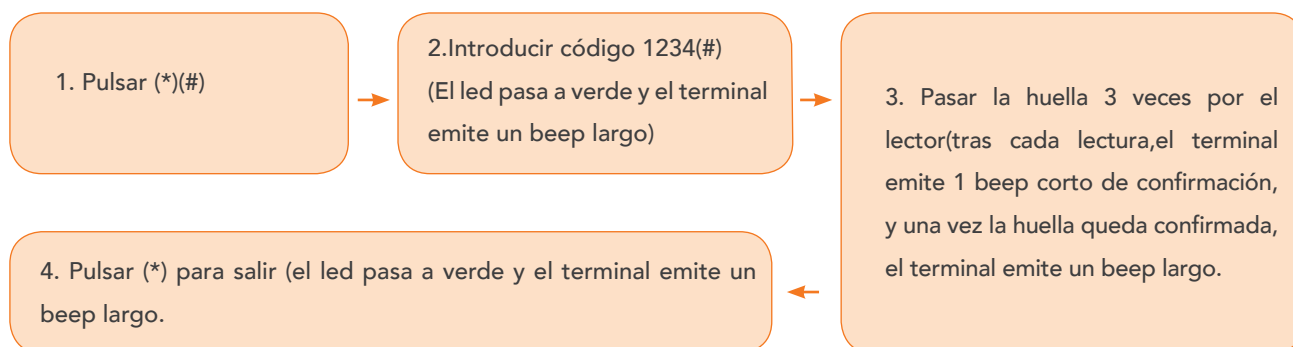 1. Pulsar (*)(#)
2.Introducir código 1234(#)
(El led pasa a verde y el terminal
emite un beep largo)
3. Pasar la huella 3 veces por el
lector(tras cada lectura,el terminal
emite 1 beep corto de confirmación,
y una vez la huella queda confirmada,
el terminal emite un beep largo.
4. Pulsar (*) para salir (el led pasa a verde y el terminal emite un
beep largo.